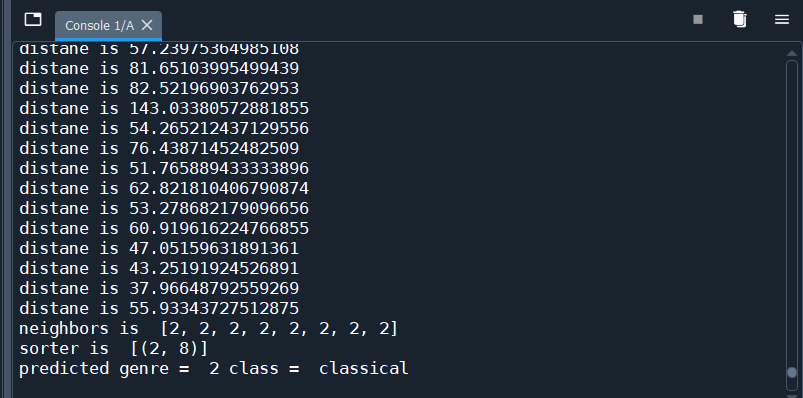 Console 1/A
distane is 57.23975364985108
distane is 81.65103995499439
distane is 82.52196903762953
distane is 143.03380572881855
distane is 54.265212437129556
distane is 76.43871452482509
distane is 51.765889433333896
distane is 62.821810406790874
distane is 53.278682179096656
distane is 60.919616224766855
distane is 47.05159631891361
distane is 43.25191924526891
distane is 37.96648792559269
distane is 55.93343727512875
neighbors is  [2, 2, 2, 2, 2, 2, 2, 2]
sorter is  [(2, 8)]
predicted genre =  2 class =  classical